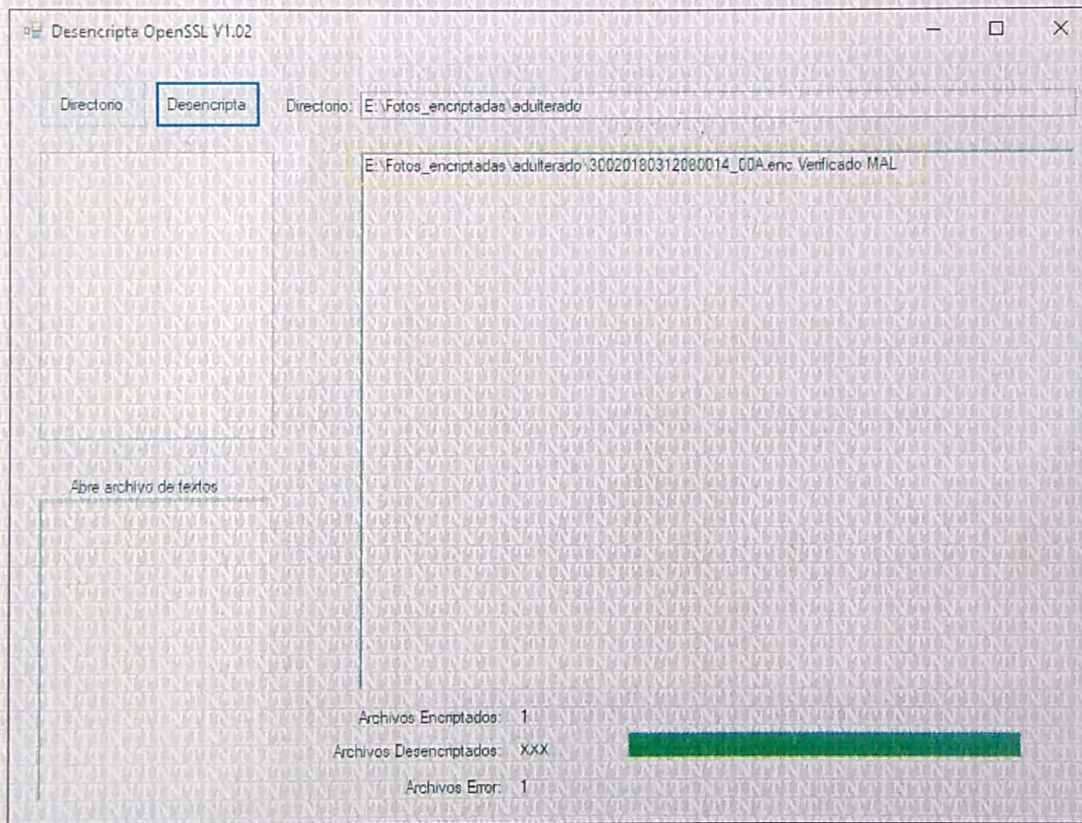 Desencripta OpenSSL V1.02
Directorio Desencripta Directorio: E:\Fotos_encriptadas\adulterado
E:\Fotos_encriptadas\adulterado\30020180312080014_00A.enc Verificado MAL
Abre archivo de textos
Archivos Encriptados: 1
Archivos Desencriptados: XXX
Archivos Error: 1